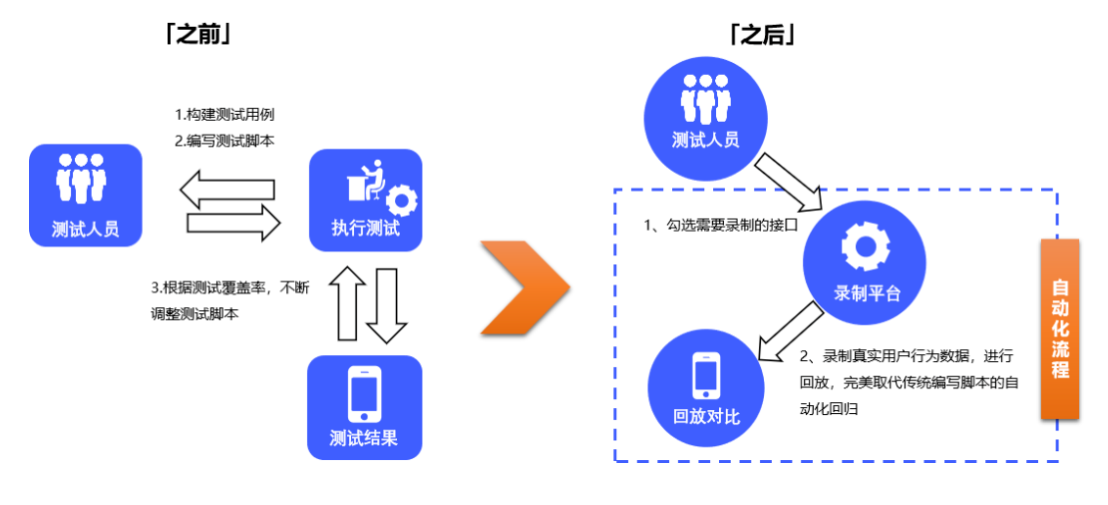 「之前」
1.构建测试用例
2.编写测试脚本
测试人员
执行测试
3.根据测试覆盖率，不断
调整测试脚本
测试结果
「之后」
测试人员
1、勾选需要录制的接口
录制平台
2、录制真实用户行为数据，进行
回放，完美取代传统编写脚本的自
动化回归
回放对比
自动化流程